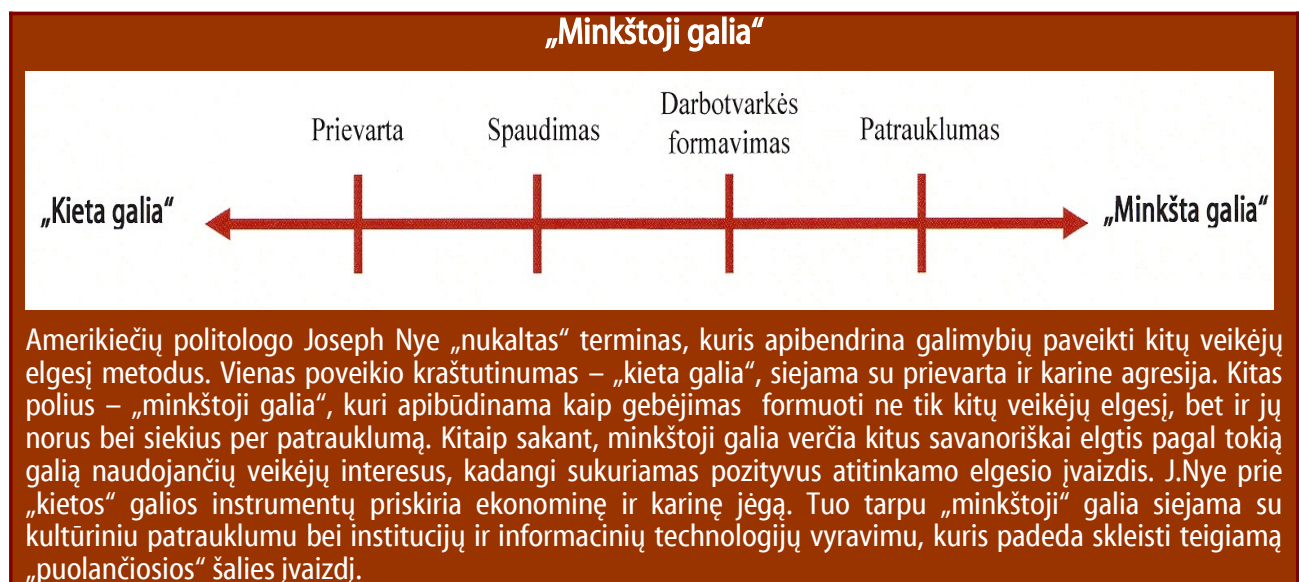 „Minkštoji galia“
Prievarta
Spaudimas
Darbotvarkės
formavimas
Patrauklumas
„Kieta galia“
„Minkšta galia“
Amerikiečių politologo Joseph Nye „nukaltas“ terminas, kuris apibendrina galimybių paveikti kitų veikėjų
elgesį metodus. Vienas poveikio kraštutinumas – „kieta galia“, siejama su prievarta ir karine agresija. Kitas
polius – „minkštoji galia“, kuri apibūdinama kaip gebėjimas formuoti ne tik kitų veikėjų elgesį, bet ir jų
norus bei siekius per patrauklumą. Kitaip sakant, minkštoji galia verčia kitus savanoriškai elgtis pagal tokią
galią naudojančių veikėjų interesus, kadangi sukuriamas pozityvus atitinkamo elgesio įvaizdis. J.Nye prie
„kietos“ galios instrumentų priskiria ekonominę ir karinę jėgą. Tuo tarpu „minkštoji“ galia siejama su
kultūriniu patrauklumu bei institucijų ir informacinių technologijų vyravimu, kuris padeda skleisti teigiamą
„puolančiosios“ šalies įvaizdį.